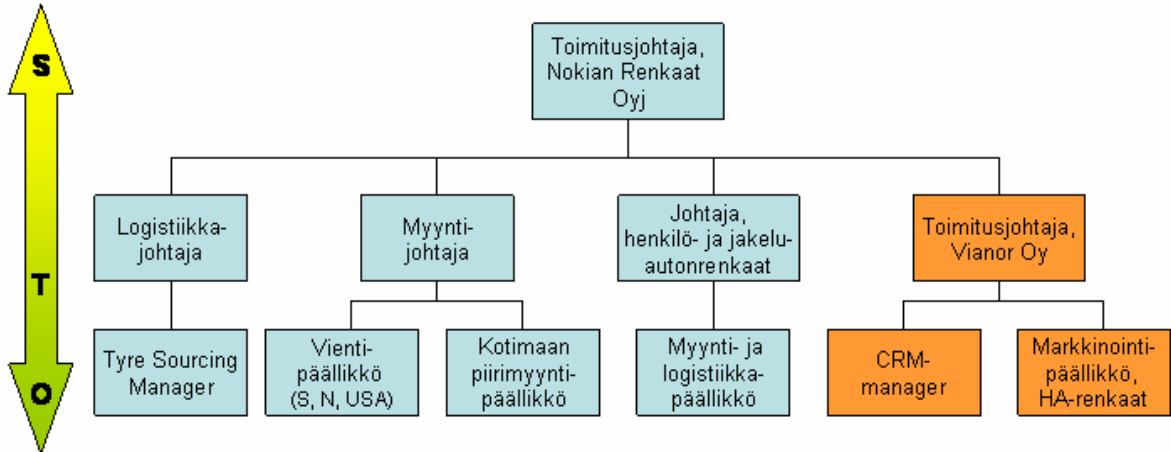 S
T
O
Toimitusjohtaja,
Nokian Renkaat
Oyj
Logistiikka-
johtaja
Myynti-
johtaja
Johtaja,
henkilö- ja jakelu-
autonrenkaat
Toimitusjohtaja,
Vianor Oy
Tyre Sourcing
Manager
Vienti-
päällikkö
(S, N, USA)
Kotimaan
piirimyynti-
päällikkö
Myynti- ja
logistiikka-
päällikkö
CRM-
manager
Markkinointi-
päällikkö,
HA-renkaat